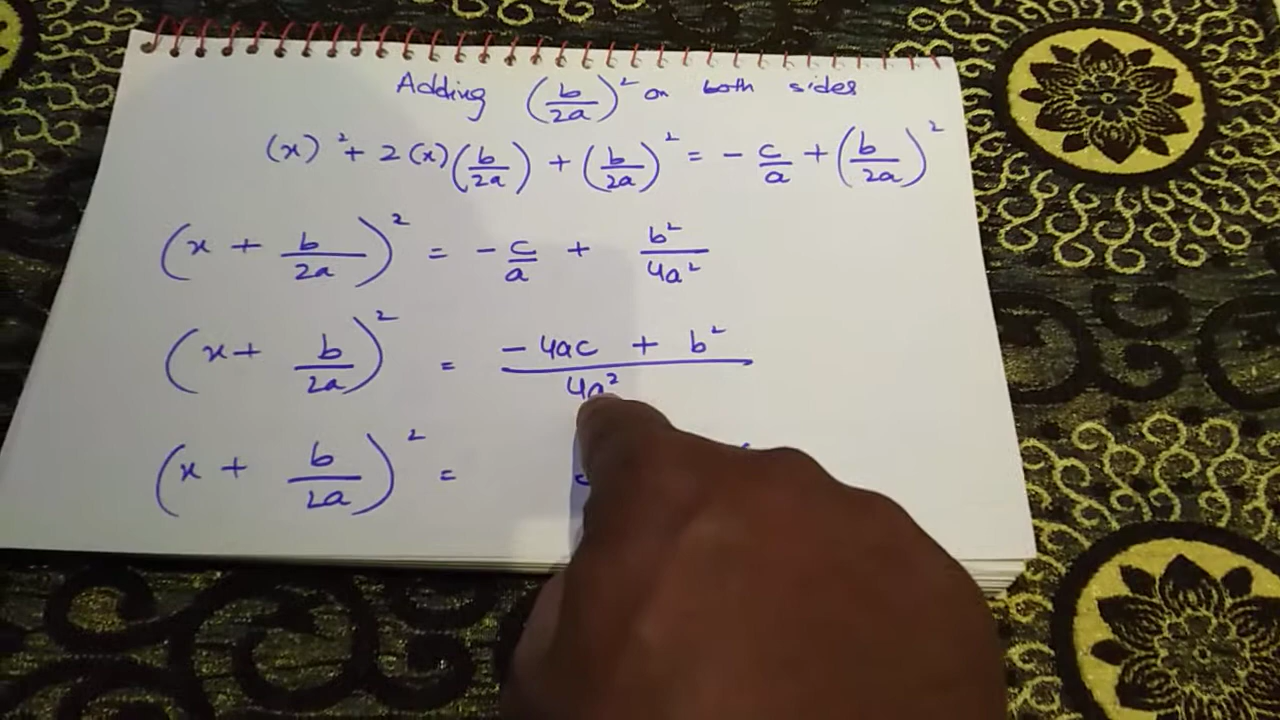 Adding (b/2a)² on both sides
(x)² + 2(x)(b/2a) + (b/2a)² = - c/a + (b/2a)²
(x + b/2a)² = - c/a + b²/4a²
(x + b/2a)² = (- 4ac + b²)/4a²
(x + b/2a)² =